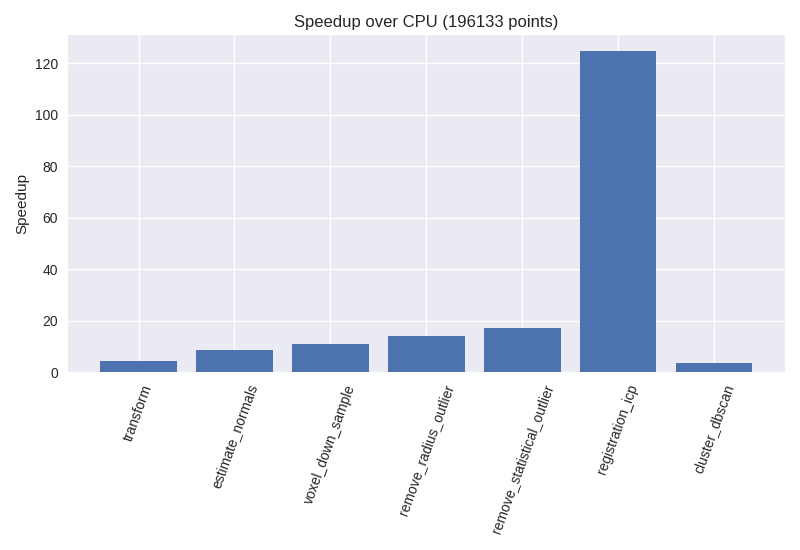 Speedup over CPU (196133 points)
Speedup
120
100
80
60
40
20
0
transform
estimate_normals
voxel_down_sample
remove_radius_outlier
remove_statistical_outlier
registration_icp
cluster_dbscan